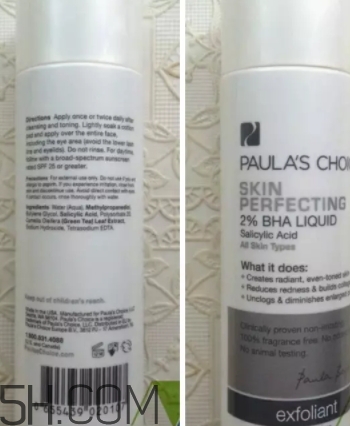 Directions Apply once or twice daily after
cleansing and toning. Lightly soak a cotton
pad and apply over the entire face,
including the eye area (avoid the lower lash
line and eyelids). Do not rinse. For daytime,
follow with a broad-spectrum sunscreen
rated SPF 25 or greater.
Precautions: For external use only. Do not use if you are
allergic to aspirin. If you experience irritation,
and discontinue use. Avoid direct contact with eyes.
If contact occurs, rinse thoroughly with water.
Ingredients: Water (Aqua), Methylpropanediol,
Butylene Glycol, Salicylic Acid, Polysorbate 20,
Camellia Oleifera (Green Tea) Leaf Extract,
Sodium Hydroxide, Tetrasodium EDTA.
Keep out of children's reach.
1.800.831.4088
PAULA'S CHOI
SKIN
PERFECTING
2% BHA LIQUID
Salicylic Acid
All Skin Types
What it does:
• Creates radiant, even-toned
• Reduces redness & builds
• Unclogs & diminishes enlarged
Clinically proven non-
100% fragrance free. No
No animal testing.
exfoliant
5H.COM